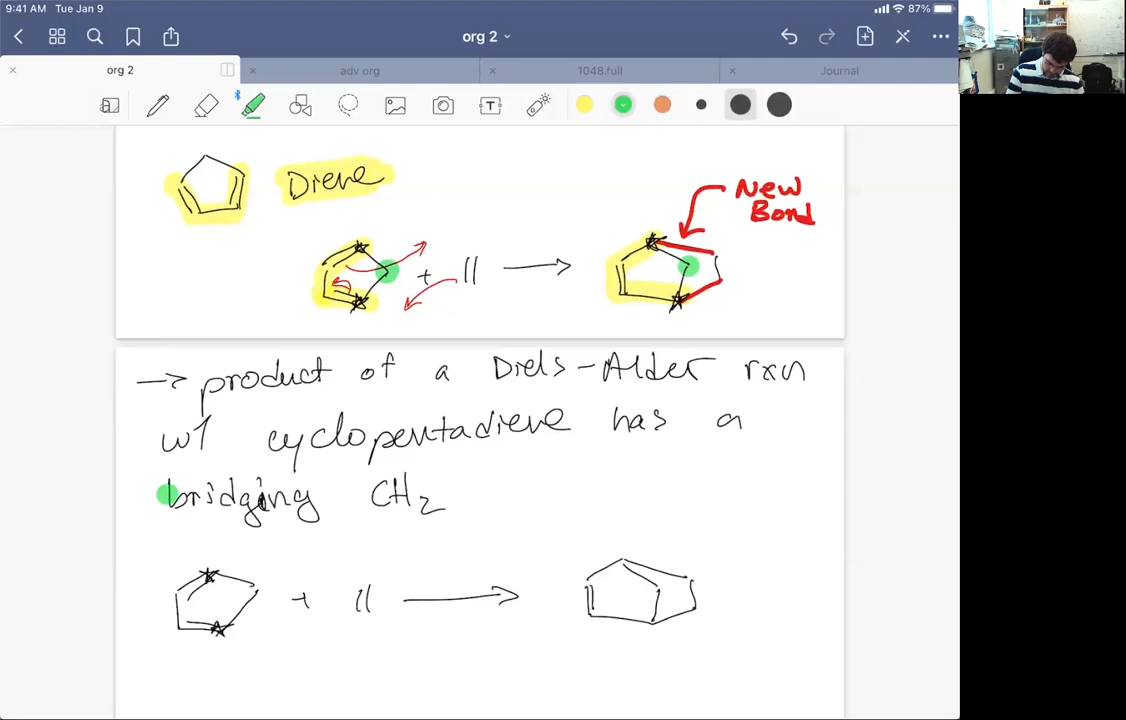 9:41 AM Tue Jan 9
87%
org 2
org 2
adv org
1048.full
Journal
T
Diene
New
Bond
+
→ product of a Diels-Alder rxn
w/ cyclopentadiene has a
bridging CH2
+